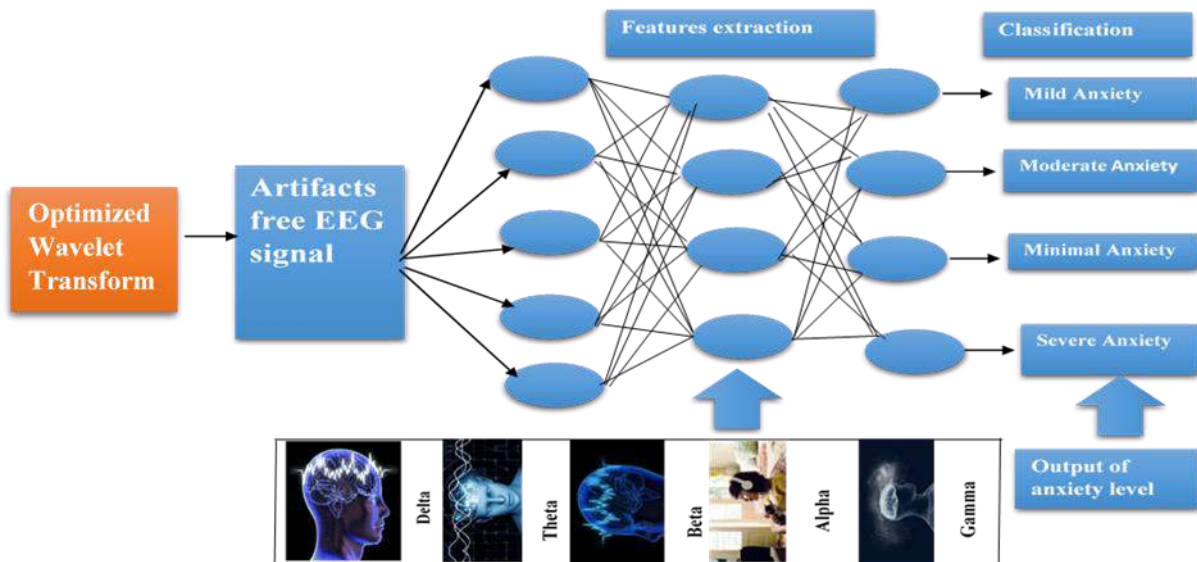 Features extraction
Classification
Mild Anxiety
Moderate Anxiety
Minimal Anxiety
Severe Anxiety
Optimized
Wavelet
Transform
Artifacts
free EEG
signal
Delta
Theta
Beta
Alpha
Gamma
Output of
anxiety level